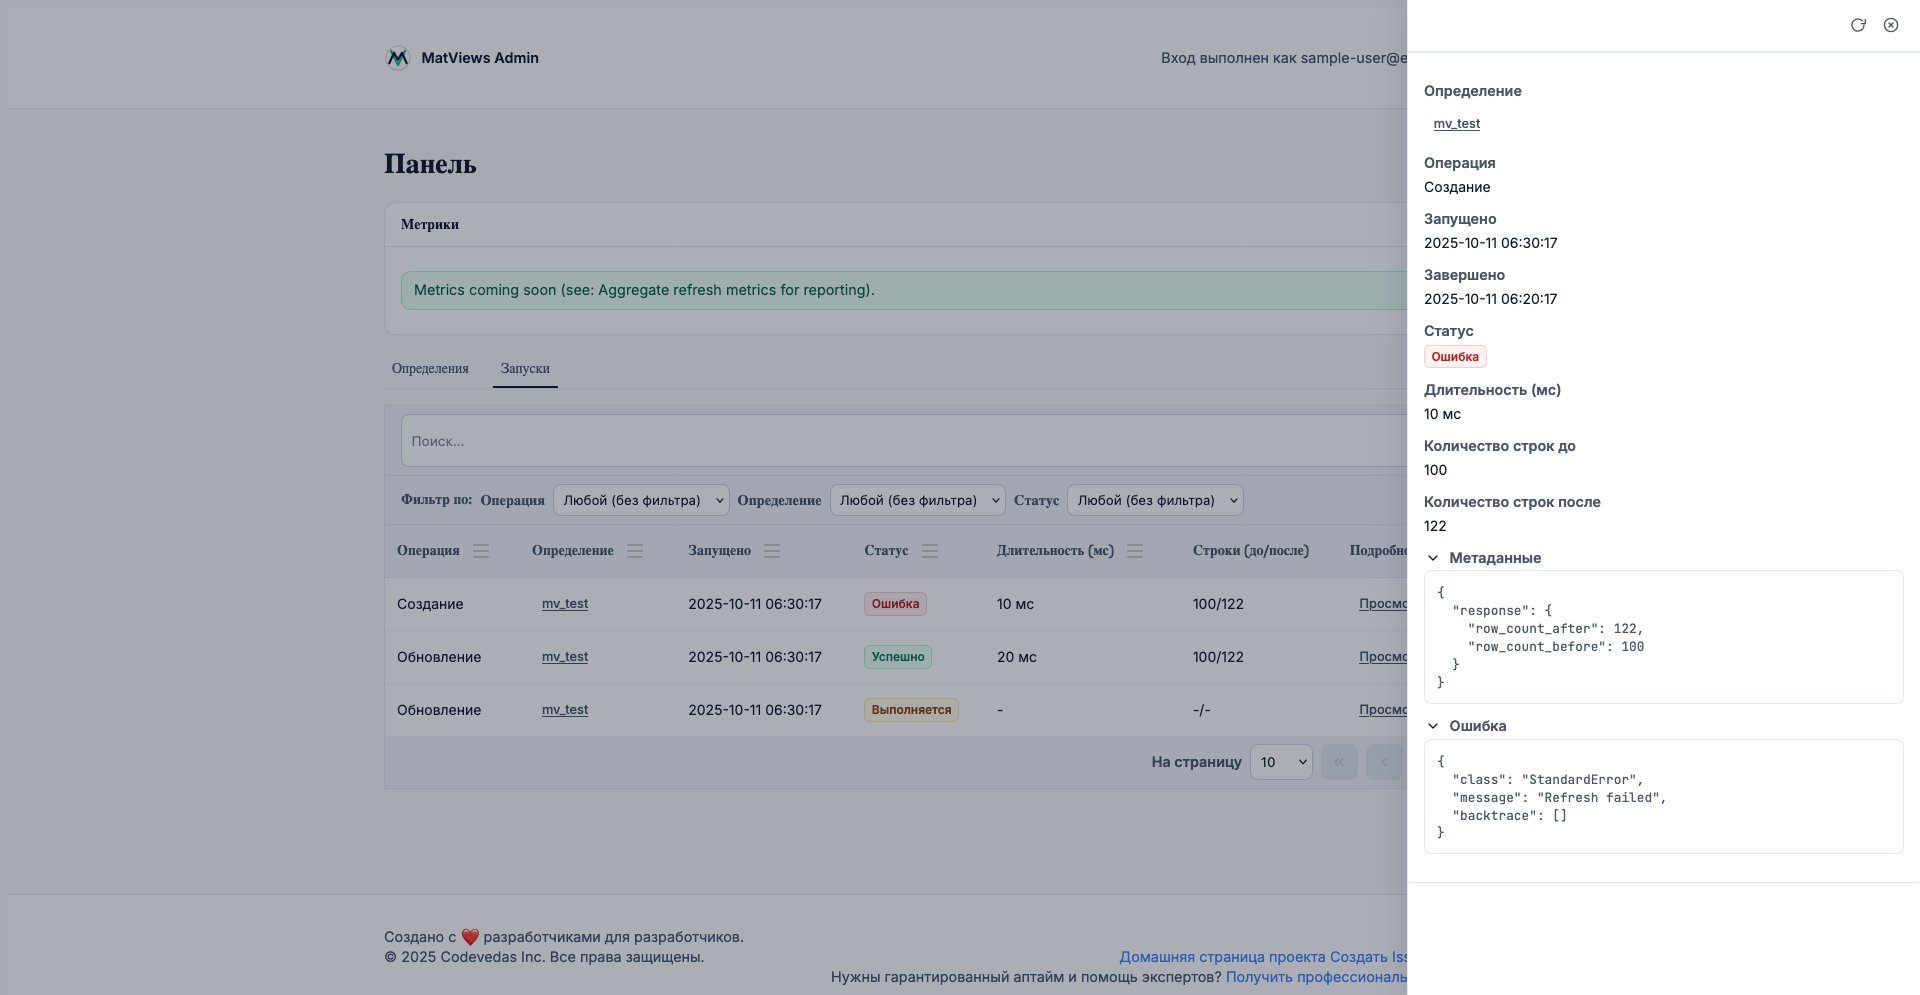 MatViews Admin
Вход выполнен как sample-user@e
Панель
Метрики
Metrics coming soon (see: Aggregate refresh metrics for reporting).
Определения Запуски
Поиск...
Фильтр по: Операция Любой (без фильтра) Определение Любой (без фильтра) Статус Любой (без фильтра)
Операция Определение Запущено Статус Длительность (мс) Строки (до/после) Подробно
Создание mv_test 2025-10-11 06:30:17 Ошибка 10 мс 100/122 Просмо
Обновление mv_test 2025-10-11 06:30:17 Успешно 20 мс 100/122 Просмо
Обновление mv_test 2025-10-11 06:30:17 Выполняется - -/- Просмо
На страницу 10 « ‹
Создано с ❤️ разработчиками для разработчиков.
© 2025 Codevedas Inc. Все права защищены.
Домашняя страница проекта Создать Iss
Нужны гарантированный аптайм и помощь экспертов? Получить профессиональ
Определение
mv_test
Операция
Создание
Запущено
2025-10-11 06:30:17
Завершено
2025-10-11 06:20:17
Статус
Ошибка
Длительность (мс)
10 мс
Количество строк до
100
Количество строк после
122
Метаданные
{
"response": {
"row_count_after": 122,
"row_count_before": 100
}
}
Ошибка
{
"class": "StandardError",
"message": "Refresh failed",
"backtrace": []
}